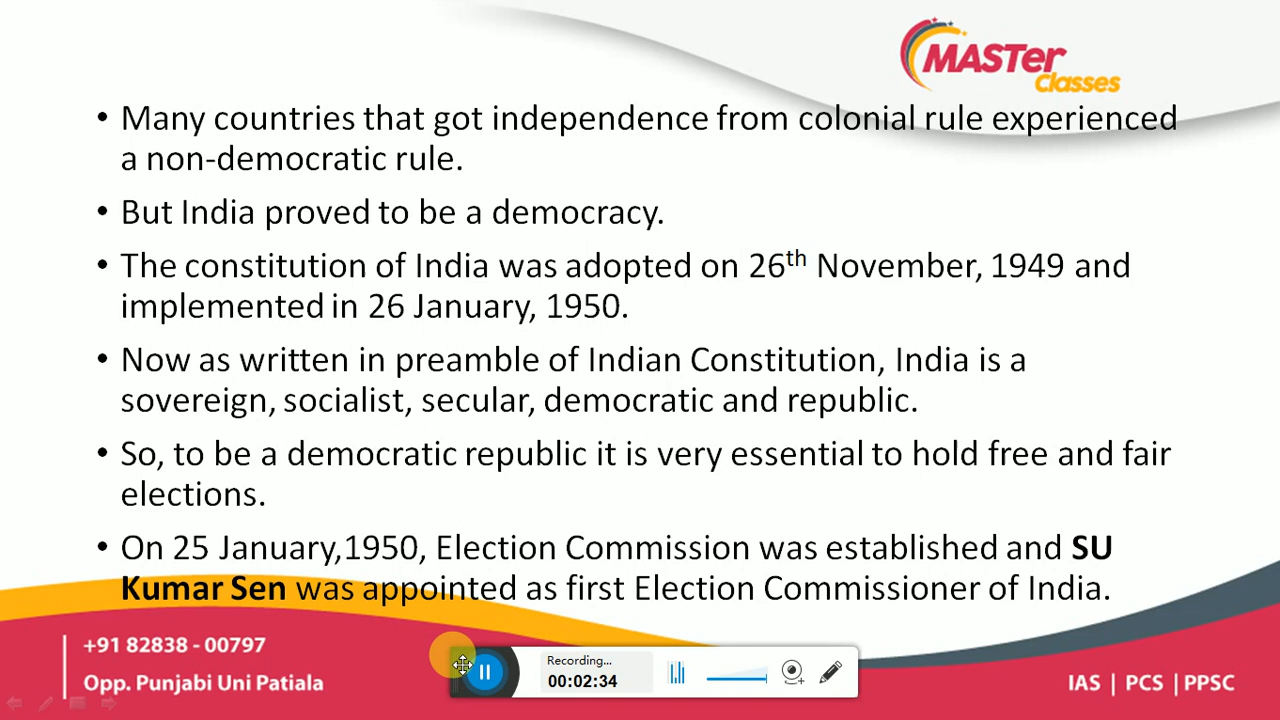 MASTer
Classes
• Many countries that got independence from colonial rule experienced
a non-democratic rule.
• But India proved to be a democracy.
• The constitution of India was adopted on 26th November, 1949 and
implemented in 26 January, 1950.
• Now as written in preamble of Indian Constitution, India is a
sovereign, socialist, secular, democratic and republic.
• So, to be a democratic republic it is very essential to hold free and fair
elections.
• On 25 January,1950, Election Commission was established and SU
Kumar Sen was appointed as first Election Commissioner of India.
+91 82838 - 00797
Opp. Punjabi Uni Patiala
Recording...
00:02:34
IAS | PCS | PPSC